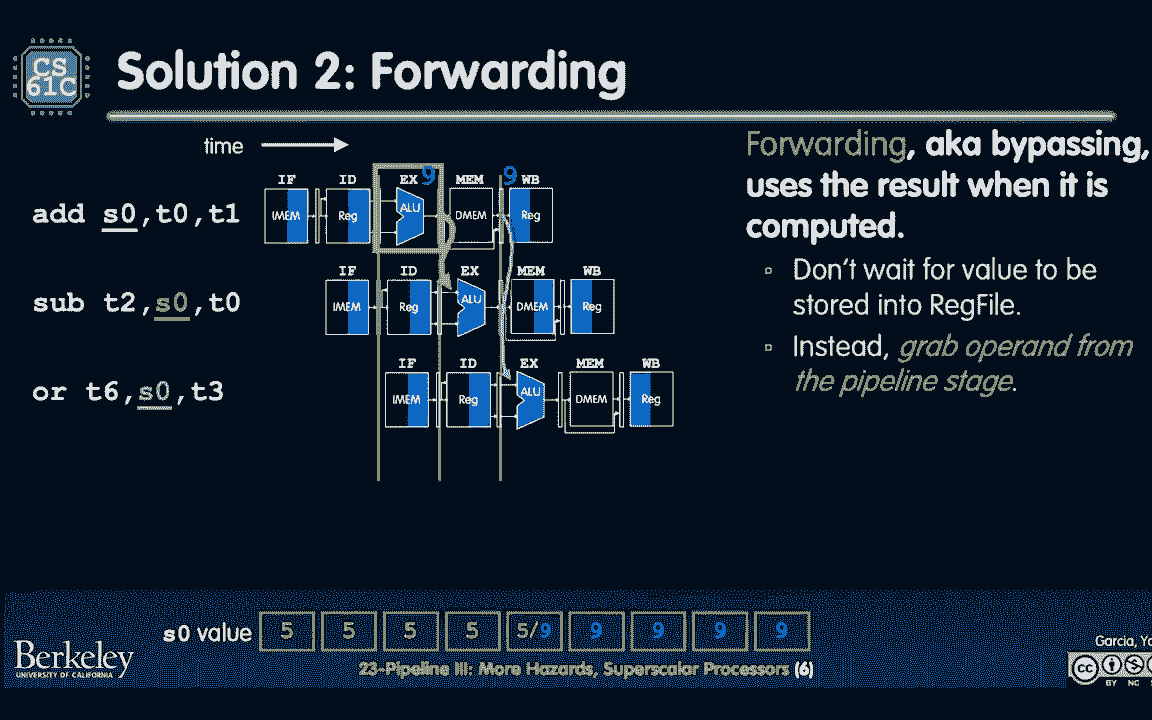 CS
61C
Solution 2: Forwarding
time
Forwarding, aka bypassing,
uses the result when it is
computed.
▫ Don't wait for value to be
stored into RegFile.
▫ Instead, grab operand from
the pipeline stage.
IF ID EX 9 MEM 9 WB
add s0,t0,t1 IMEM Reg ALU DMEM Reg
IF ID EX MEM WB
sub t2,s0,t0 IMEM Reg ALU DMEM Reg
IF ID EX MEM WB
or t6,s0,t3 IMEM Reg ALU DMEM Reg
s0 value 5 5 5 5 5/9 9 9 9 9
Berkeley
UNIVERSITY OF CALIFORNIA
23-Pipeline III: More Hazards, Superscalar Processors (6)
Garcia,
cc
BY NC